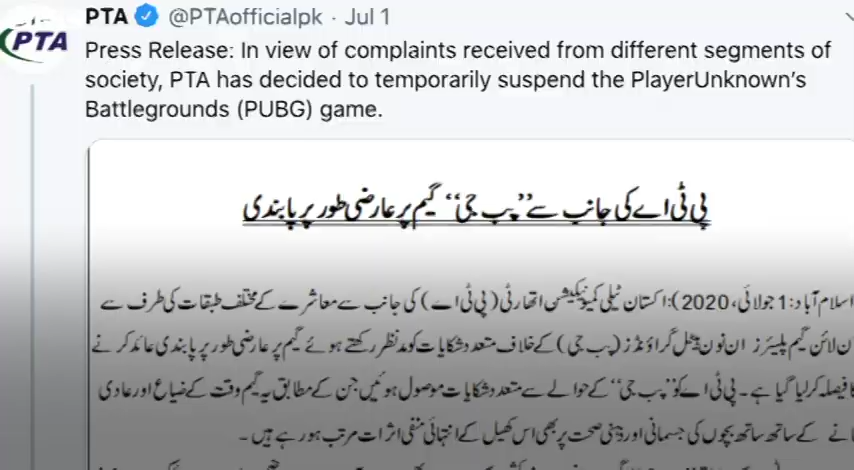 PTA @PTAofficialpk · Jul 1
PTA
Press Release: In view of complaints received from different segments of
society, PTA has decided to temporarily suspend the PlayerUnknown's
Battlegrounds (PUBG) game.
پی ٹی اے کی جانب سے ”پب جی“ گیم پر عارضی طور پر پابندی
اسلام آباد: 1 جولائی، 2020): اکستان ٹیلی کمیونیکیشن اتھارٹی (پی ٹی اے) کی جانب سے معاشرے کے مختلف طبقات کی طرف سے
ن لائن گیم پلیئرز ان نون بیٹل گراؤنڈز (پب جی) کے خلاف متعدد شکایات کو مدنظر رکھتے ہوئے گیم پر عارضی طور پر پابندی عائد کرنے
کا فیصلہ کر لیا گیا ہے۔ پی ٹی اے کو ”پب جی“ کے حوالے سے متعدد شکایات موصول ہوئیں جن کے مطابق یہ گیم وقت کے ضیاع اور عادی
نانے کے ساتھ ساتھ بچوں کی جسمانی اور ذہنی صحت پر بھی اس کھیل کے انتہائی منفی اثرات مرتب ہو رہے ہیں۔